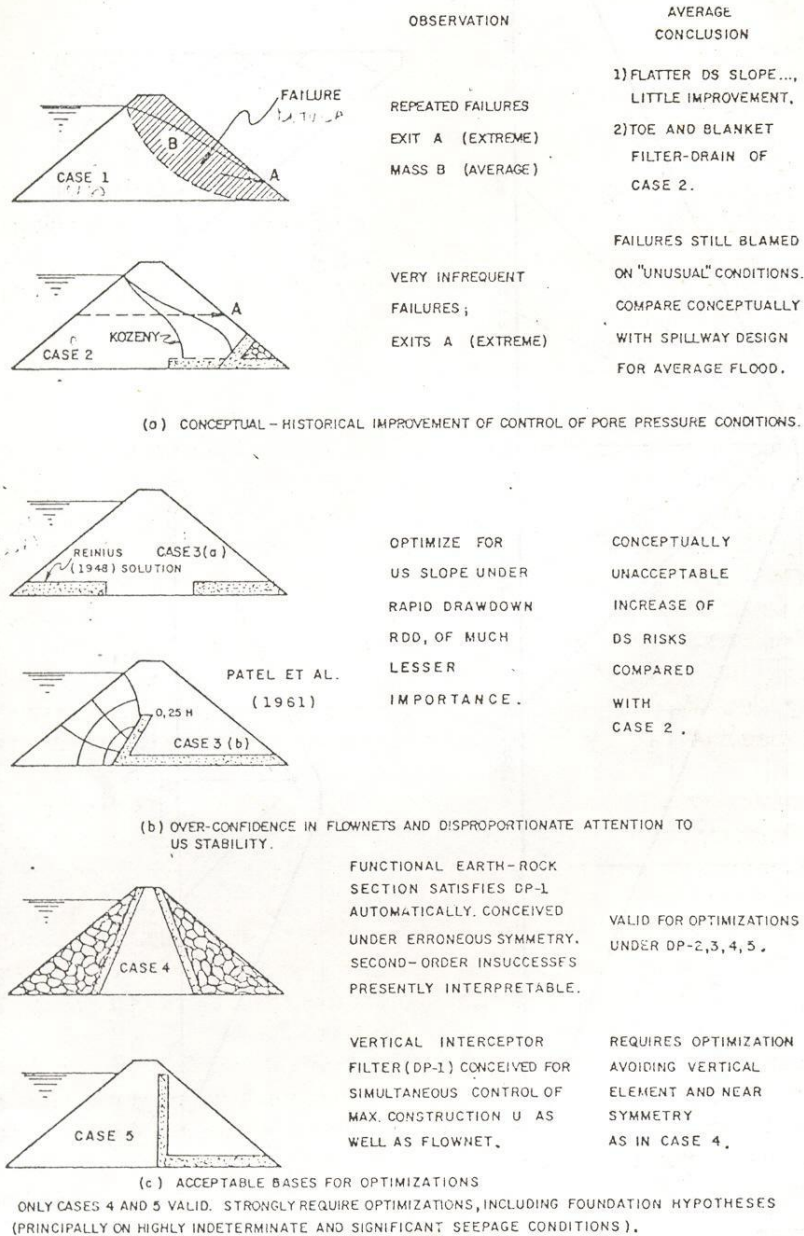 OBSERVATION
AVERAGE
CONCLUSION
FAILURE
B
A
CASE 1
REPEATED FAILURES
EXIT A (EXTREME)
MASS B (AVERAGE)
1) FLATTER DS SLOPE...,
LITTLE IMPROVEMENT.
2) TOE AND BLANKET
FILTER-DRAIN OF
CASE 2.
A
KOZENY
CASE 2
VERY INFREQUENT
FAILURES;
EXITS A (EXTREME)
FAILURES STILL BLAMED
ON "UNUSUAL" CONDITIONS.
COMPARE CONCEPTUALLY
WITH SPILLWAY DESIGN
FOR AVERAGE FLOOD.
(a) CONCEPTUAL - HISTORICAL IMPROVEMENT OF CONTROL OF PORE PRESSURE CONDITIONS.
REINIUS
(1948) SOLUTION
CASE 3(a)
OPTIMIZE FOR
US SLOPE UNDER
RAPID DRAWDOWN
RDD, OF MUCH
LESSER
IMPORTANCE.
CONCEPTUALLY
UNACCEPTABLE
INCREASE OF
DS RISKS
COMPARED
WITH
CASE 2.
PATEL ET AL.
(1961)
0,25 H
CASE 3 (b)
(b) OVER-CONFIDENCE IN FLOWNETS AND DISPROPORTIONATE ATTENTION TO
US STABILITY.
CASE 4
FUNCTIONAL EARTH-ROCK
SECTION SATISFIES DP-1
AUTOMATICALLY. CONCEIVED
UNDER ERRONEOUS SYMMETRY.
SECOND-ORDER INSUCCESSES
PRESENTLY INTERPRETABLE.
VALID FOR OPTIMIZATIONS
UNDER DP-2,3,4,5.
CASE 5
VERTICAL INTERCEPTOR
FILTER (DP-1) CONCEIVED FOR
SIMULTANEOUS CONTROL OF
MAX. CONSTRUCTION U AS
WELL AS FLOWNET.
REQUIRES OPTIMIZATION
AVOIDING VERTICAL
ELEMENT AND NEAR
SYMMETRY
AS IN CASE 4.
(c) ACCEPTABLE BASES FOR OPTIMIZATIONS
ONLY CASES 4 AND 5 VALID. STRONGLY REQUIRE OPTIMIZATIONS, INCLUDING FOUNDATION HYPOTHESES
(PRINCIPALLY ON HIGHLY INDETERMINATE AND SIGNIFICANT SEEPAGE CONDITIONS).